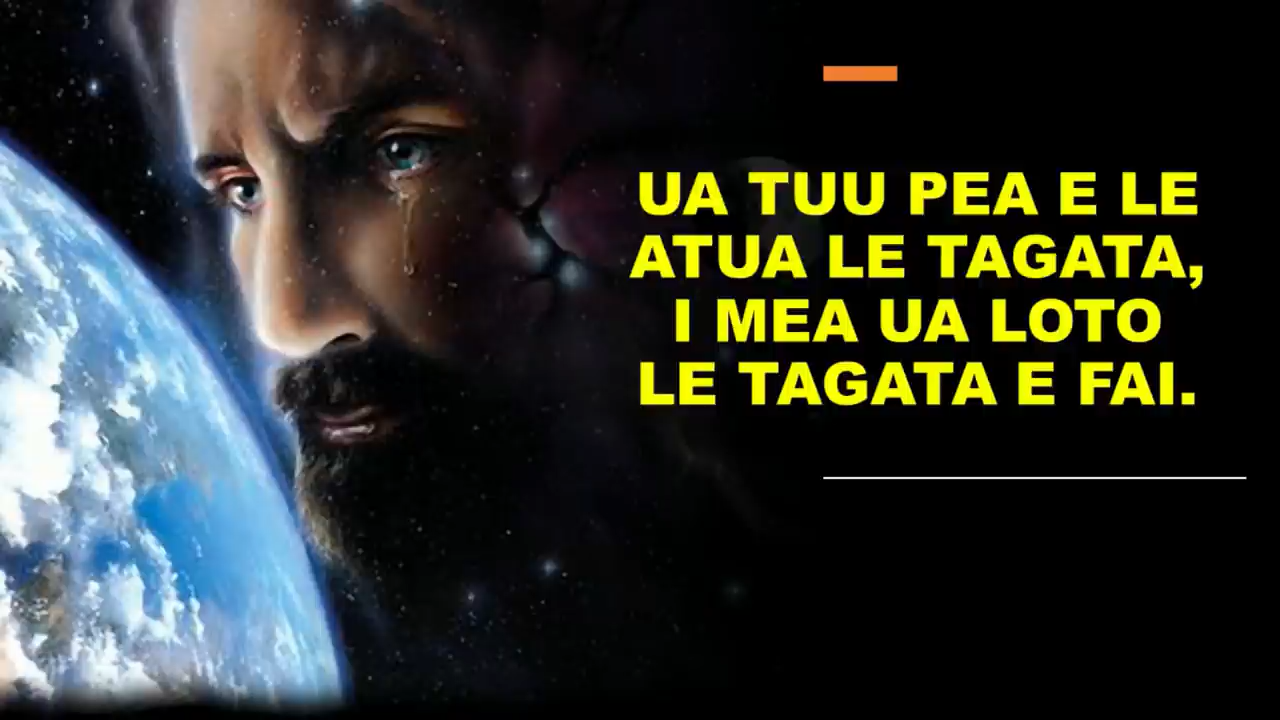 UA TUU PEA E LE
ATUA LE TAGATA,
I MEA UA LOTO
LE TAGATA E FAI.